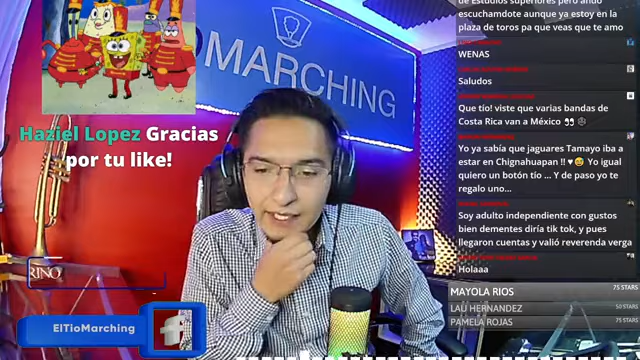 MARCHING
Haziel Lopez Gracias
por tu like!
RINO
ElTioMarching
de Estudios superiores pero ando
escuchamdote aunque ya estoy en la
plaza de toros pa que veas que te amo
WENAS
Saludos
Que tío! viste que varias bandas de
Costa Rica van a México
Yo ya sabía que jaguares Tamayo iba a
estar en Chignahuapan !! ♥😅 Yo igual
quiero un botón tío ... Y de paso yo te
regalo uno...
Soy adulto independiente con gustos
bien dementes diría tik tok, y pues
llegaron cuentas y valió reverenda verga
Holaaa
MAYOLA RIOS 75 STARS
LAU HERNANDEZ 50 STARS
PAMELA ROJAS 75 STARS